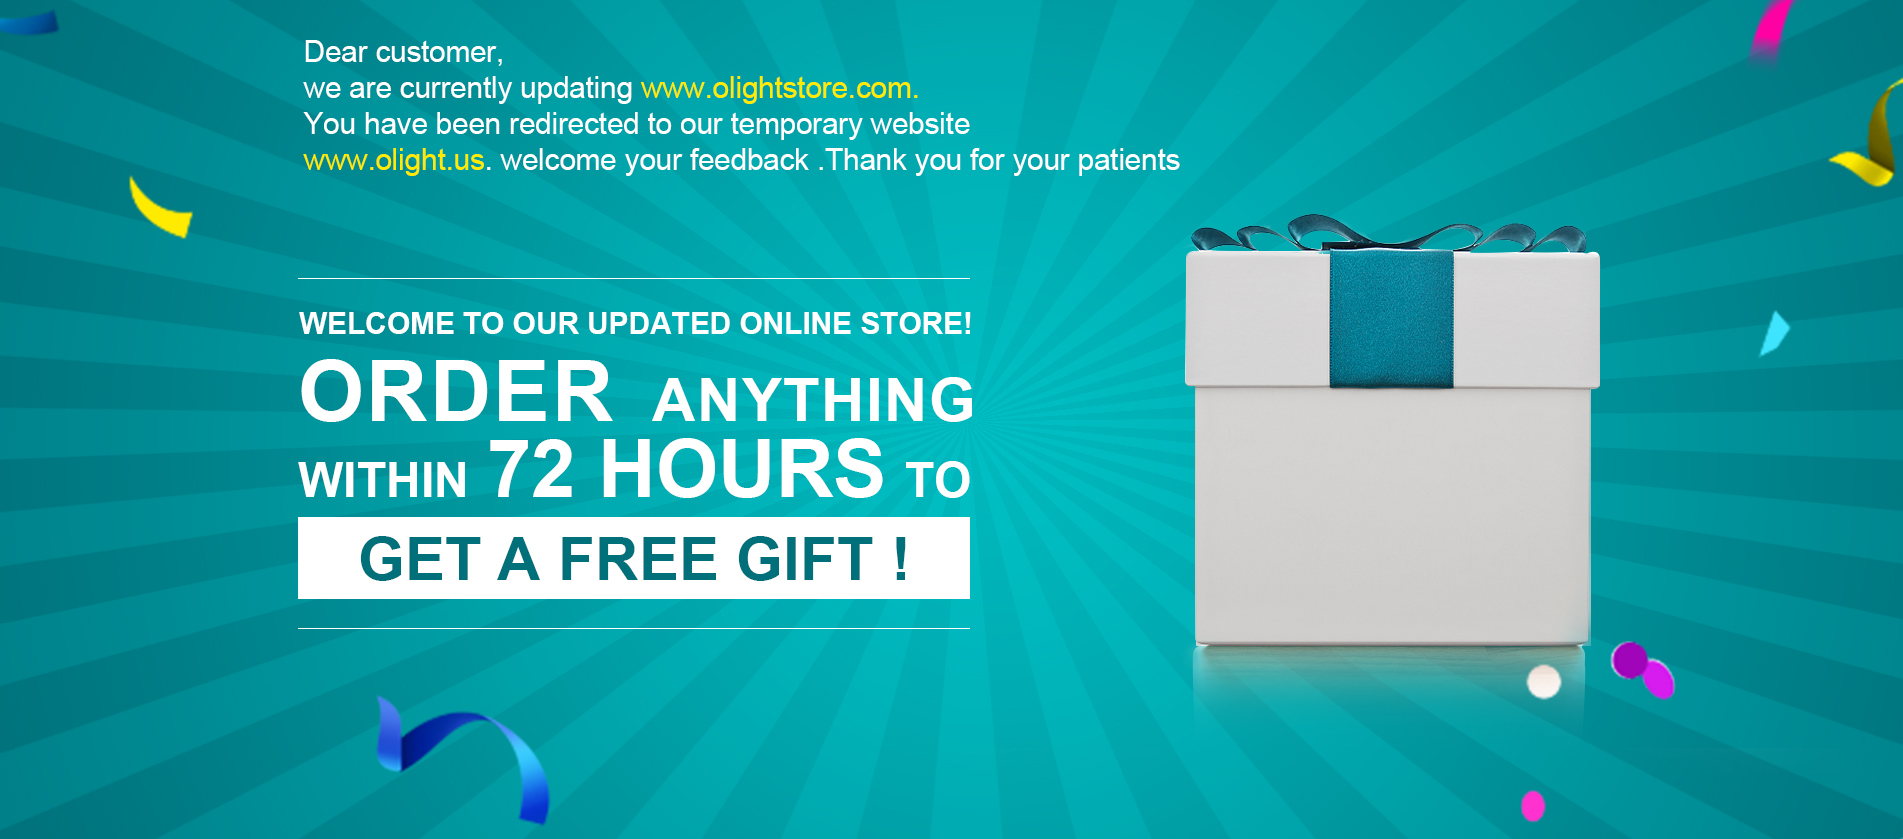 Dear customer,
we are currently updating www.olightstore.com.
You have been redirected to our temporary website
www.olight.us. welcome your feedback .Thank you for your patients
WELCOME TO OUR UPDATED ONLINE STORE!
ORDER ANYTHING
WITHIN 72 HOURS TO
GET A FREE GIFT !